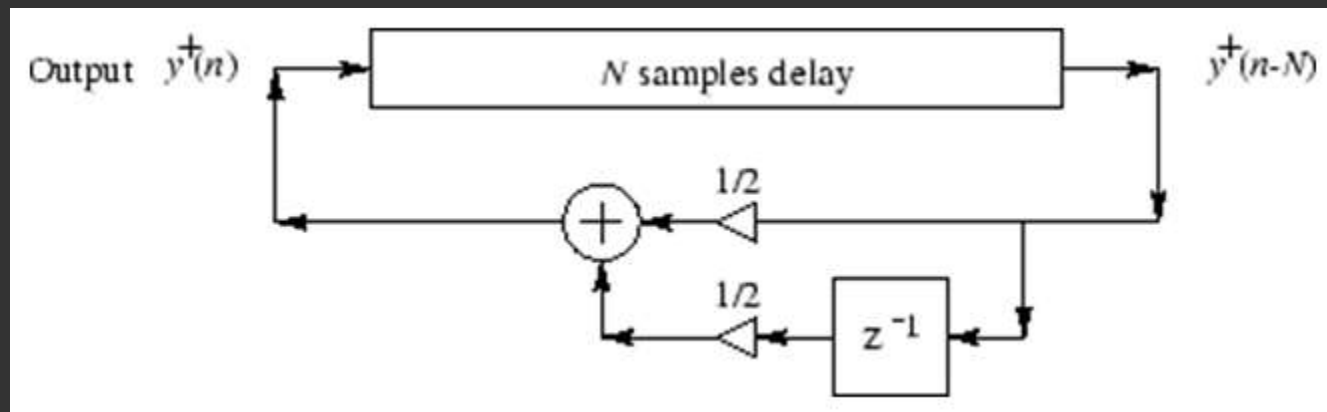 Output y⁺(n)
N samples delay
y⁺(n-N)
1/2
+
1/2
z⁻¹